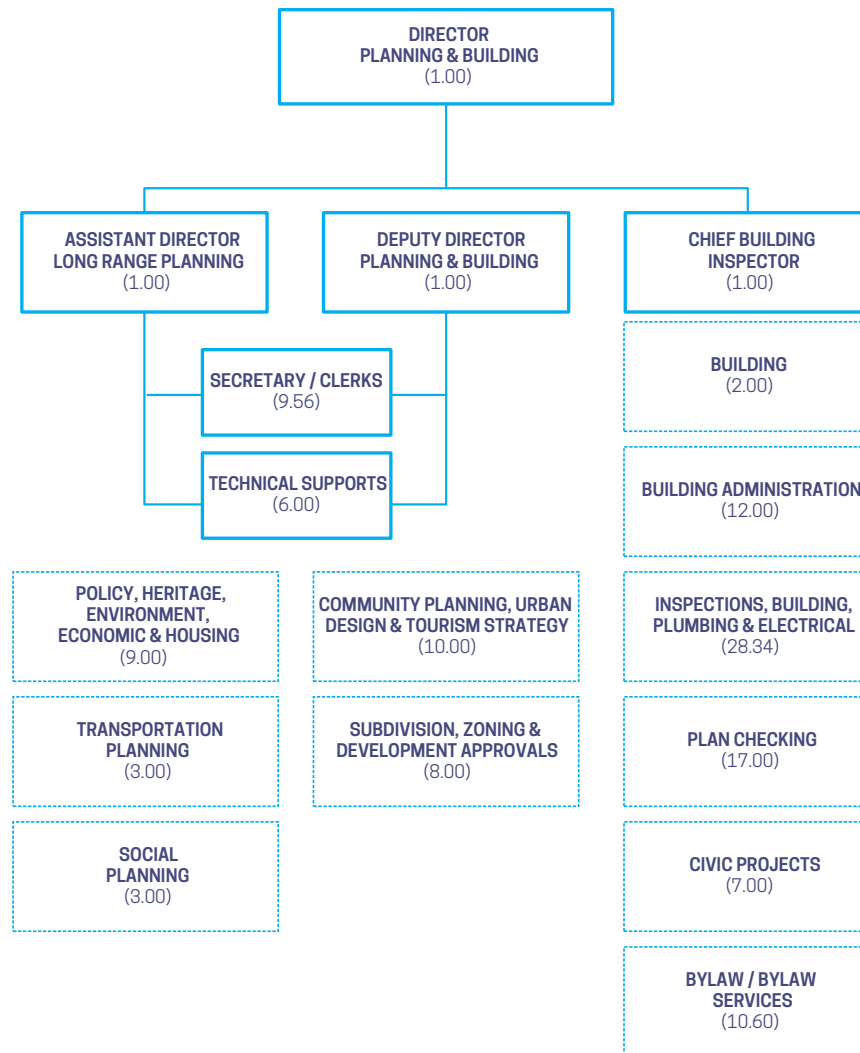 DIRECTOR
PLANNING & BUILDING
(1.00)
ASSISTANT DIRECTOR
LONG RANGE PLANNING
(1.00)
DEPUTY DIRECTOR
PLANNING & BUILDING
(1.00)
CHIEF BUILDING
INSPECTOR
(1.00)
SECRETARY / CLERKS
(9.56)
TECHNICAL SUPPORTS
(6.00)
BUILDING
(2.00)
BUILDING ADMINISTRATION
(12.00)
POLICY, HERITAGE,
ENVIRONMENT,
ECONOMIC & HOUSING
(9.00)
COMMUNITY PLANNING, URBAN
DESIGN & TOURISM STRATEGY
(10.00)
INSPECTIONS, BUILDING,
PLUMBING & ELECTRICAL
(28.34)
TRANSPORTATION
PLANNING
(3.00)
SUBDIVISION, ZONING &
DEVELOPMENT APPROVALS
(8.00)
PLAN CHECKING
(17.00)
SOCIAL
PLANNING
(3.00)
CIVIC PROJECTS
(7.00)
BYLAW / BYLAW
SERVICES
(10.60)